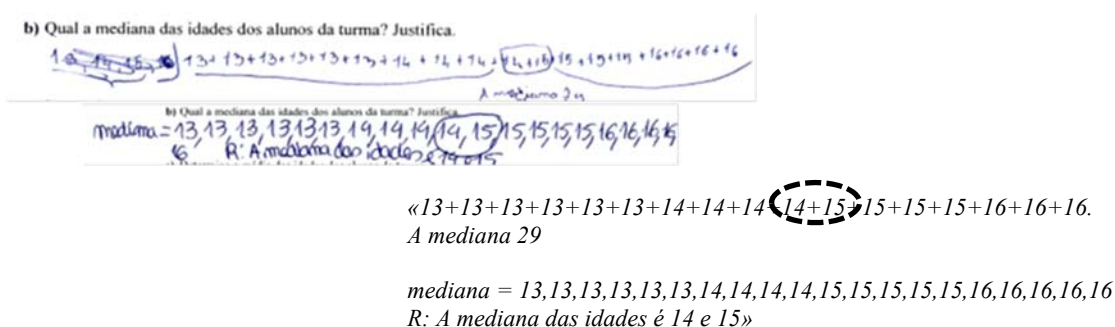 b) Qual a mediana das idades dos alunos da turma? Justifica.
13+13+13+13+13+13+14+14+14+14+15+15+15+15+16+16+16+16
A mediana 29
b) Qual a mediana das idades dos alunos da turma? Justifica.
mediana = 13,13,13,13,13,13,14,14,14,14,15,15,15,15,15,16,16,16,16
16 R: A mediana das idades é 14 e 15
«13+13+13+13+13+13+14+14+14+14+15+15+15+15+16+16+16.
A mediana 29
mediana = 13,13,13,13,13,13,14,14,14,14,15,15,15,15,15,16,16,16,16,16
R: A mediana das idades é 14 e 15»